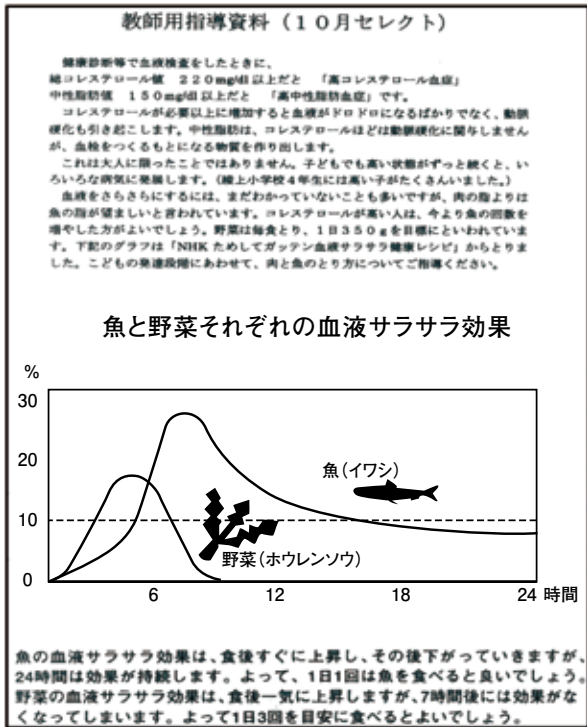 教師用指導資料(10月セレクト)
健康診断等で血液検査をしたときに、
総コレステロール値 220mg/dl以上だと 「高コレステロール血症」
中性脂肪値 150mg/dl以上だと 「高中性脂肪血症」です。
コレステロールが必要以上に増加すると血液がドロドロになるばかりでなく、動脈
硬化も引き起こします。中性脂肪は、コレステロールほどは動脈硬化に関与しません
が、血栓をつくるもとになる物質を作り出します。
これは大人に限ったことではありません。子どもでも高い状態がずっと続くと、い
ろいろな病気に発展します。(綾上小学校4年生には高い子がたくさんいました。)
血液をさらさらにするには、まだわかっていないことも多いですが、肉の脂よりは
魚の脂が望ましいと言われています。コレステロールが高い人は、今より魚の回数を
増やした方がよいでしょう。野菜は毎食とり、1日350gを目標にといわれていま
す。下記のグラフは「NHKためしてガッテン血液サラサラ健康レシピ」からとりま
した。こどもの発達段階にあわせて、肉と魚のとり方についてご指導ください。
魚と野菜それぞれの血液サラサラ効果
%
30
20
10
0
魚(イワシ)
野菜(ホウレンソウ)
6 12 18 24 時間
魚の血液サラサラ効果は、食後すぐに上昇し、その後下がっていきますが、
24時間は効果が持続します。よって、1日1回は魚を食べると良いでしょう。
野菜の血液サラサラ効果は、食後一気に上昇しますが、7時間後には効果がな
くなってしまいます。よって1日3回を目安に食べるとよいでしょう。